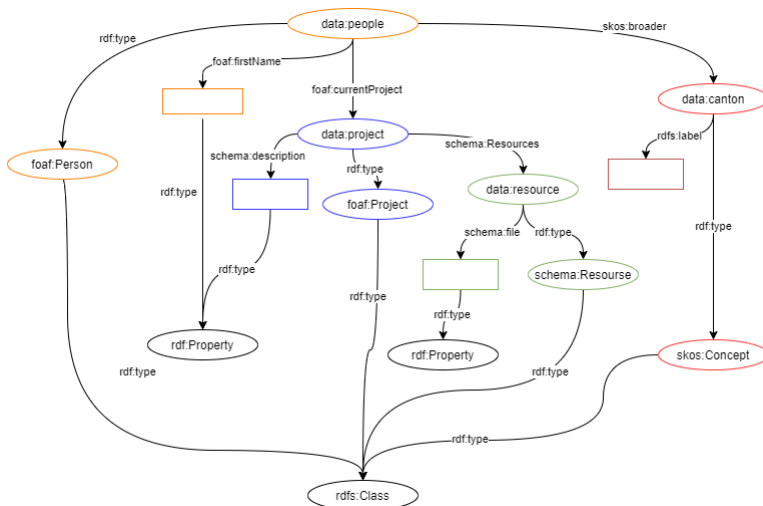 data:people
skos:broader
rdf:type
foaf:firstName
foaf:currentProject
data:canton
data:project
rdfs:label
schema:Resources
schema:description
foaf:Person
rdf:type
data:resource
rdf:type
foaf:Project
rdf:type
schema:file
rdf:type
rdf:type
schema:Resourse
rdf:type
rdf:type
rdf:type
rdf:Property
rdf:Property
skos:Concept
rdf:type
rdf:type
rdf:type
rdfs:Class